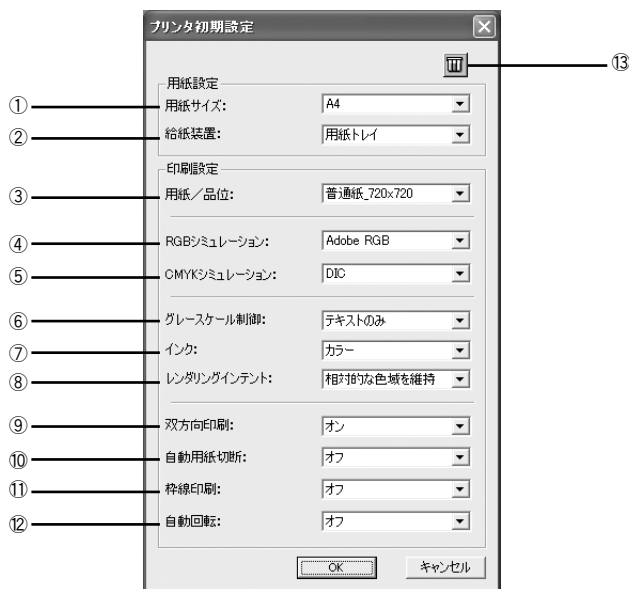 プリンタ初期設定
⑬
用紙設定
① 用紙サイズ: A4
② 給紙装置: 用紙トレイ
印刷設定
③ 用紙／品位: 普通紙_720x720
④ RGBシミュレーション: Adobe RGB
⑤ CMYKシミュレーション: DIC
⑥ グレースケール制御: テキストのみ
⑦ インク: カラー
⑧ レンダリングインテント: 相対的な色域を維持
⑨ 双方向印刷: オン
⑩ 自動用紙切断: オフ
⑪ 枠線印刷: オフ
⑫ 自動回転: オフ
OK キャンセル